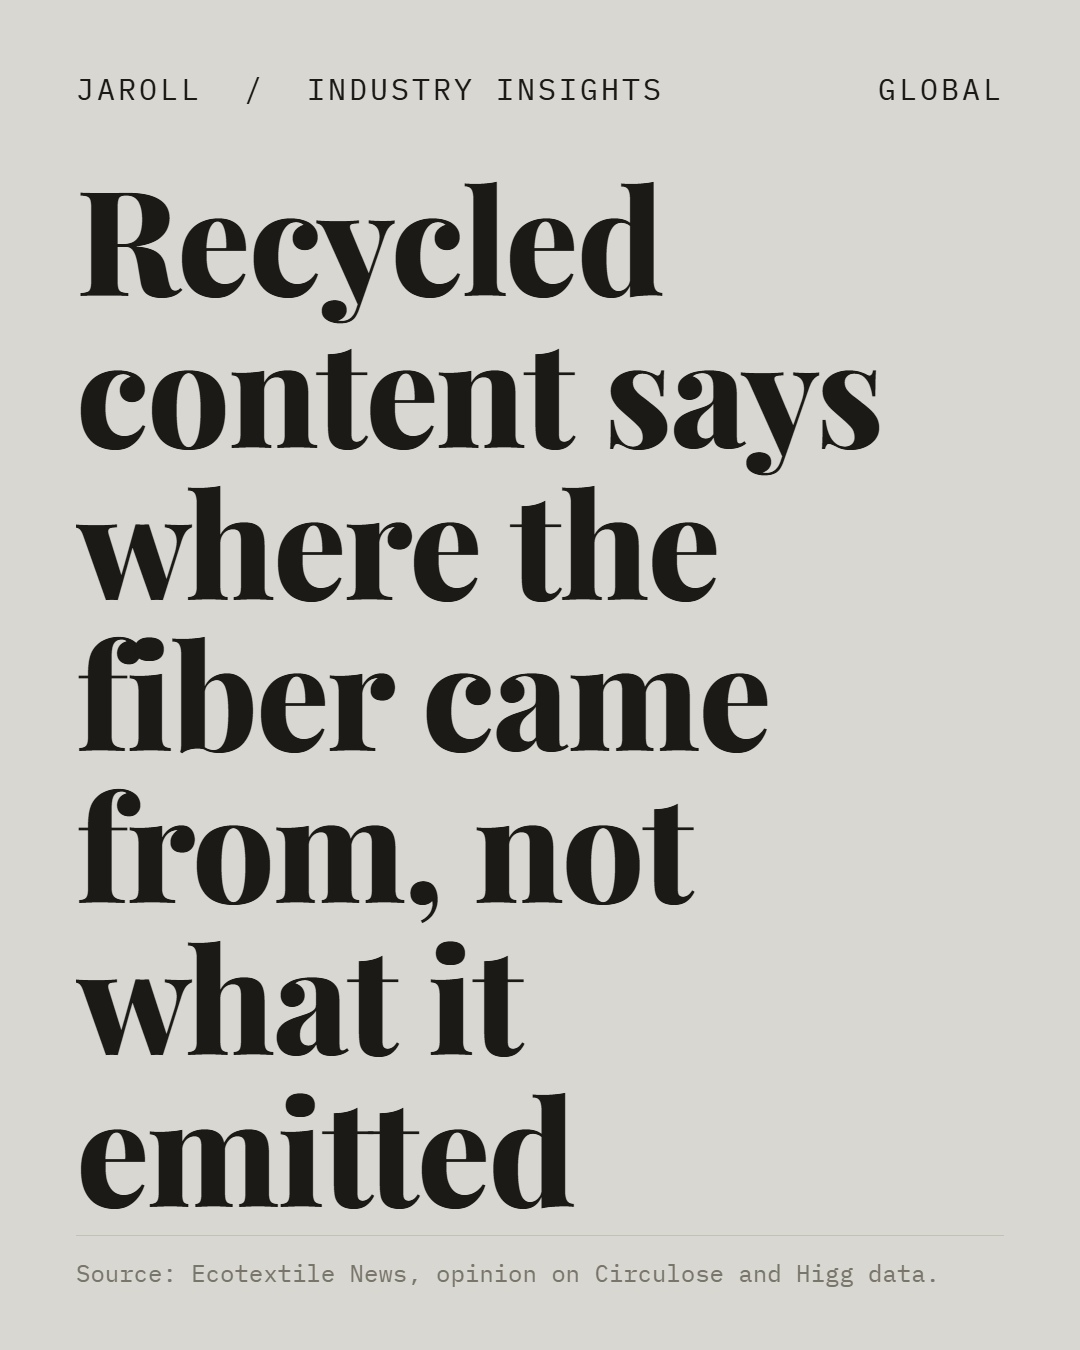 JAROLL / INDUSTRY INSIGHTS GLOBAL
Recycled
content says
where the
fiber came
from, not
what it
emitted
Source: Ecotextile News, opinion on Circulose and Higg data.